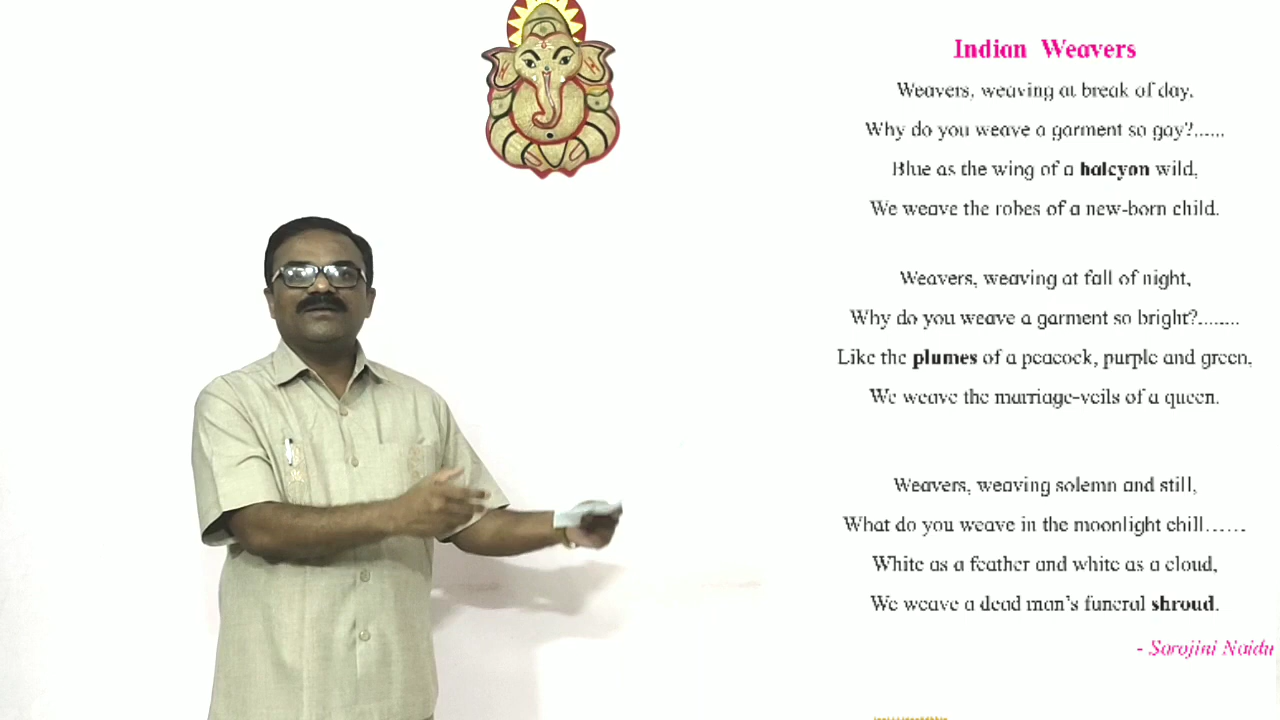 Indian Weavers
Weavers, weaving at break of day,
Why do you weave a garment so gay?......
Blue as the wing of a halcyon wild,
We weave the robes of a new-born child.
Weavers, weaving at fall of night,
Why do you weave a garment so bright?........
Like the plumes of a peacock, purple and green,
We weave the marriage-veils of a queen.
Weavers, weaving solemn and still,
What do you weave in the moonlight chill......
White as a feather and white as a cloud,
We weave a dead man's funeral shroud.
- Sarojini Naidu